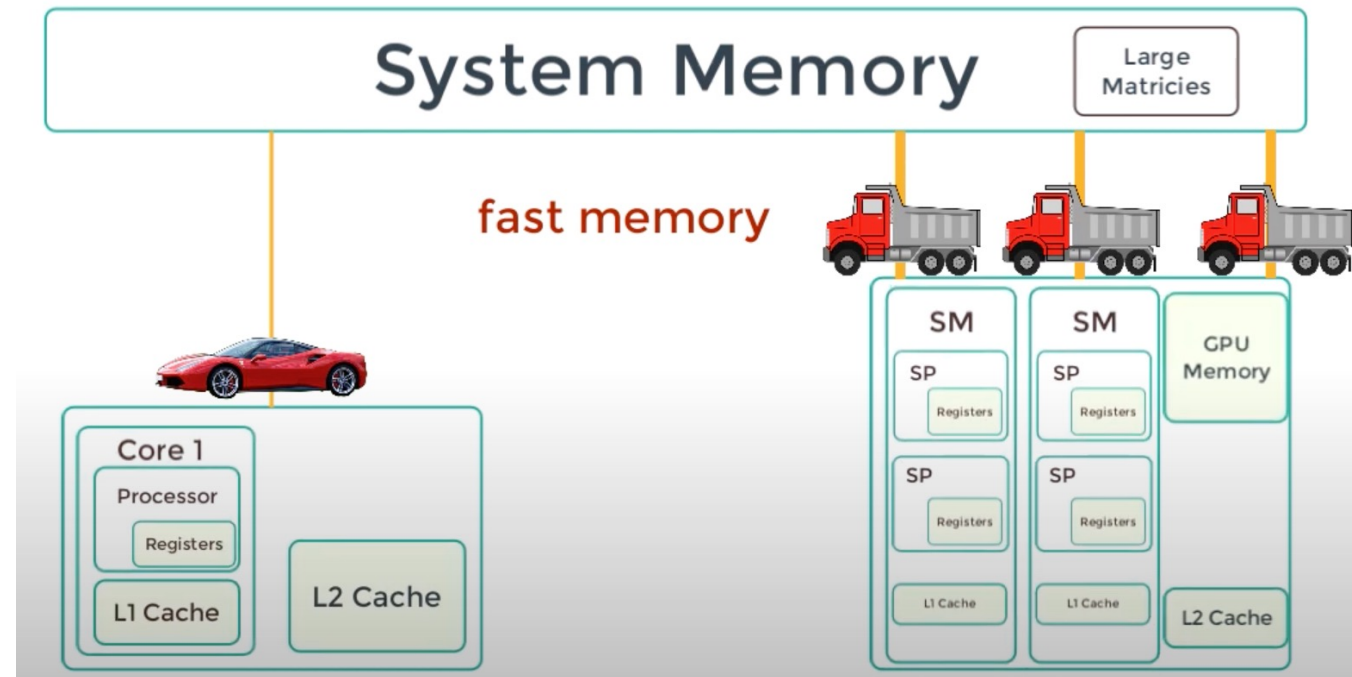 System Memory
Large
Matricies
fast memory
Core 1
Processor
Registers
L1 Cache
L2 Cache
SM
SP
Registers
SP
Registers
L1 Cache
SM
SP
Registers
SP
Registers
L1 Cache
GPU
Memory
L2 Cache